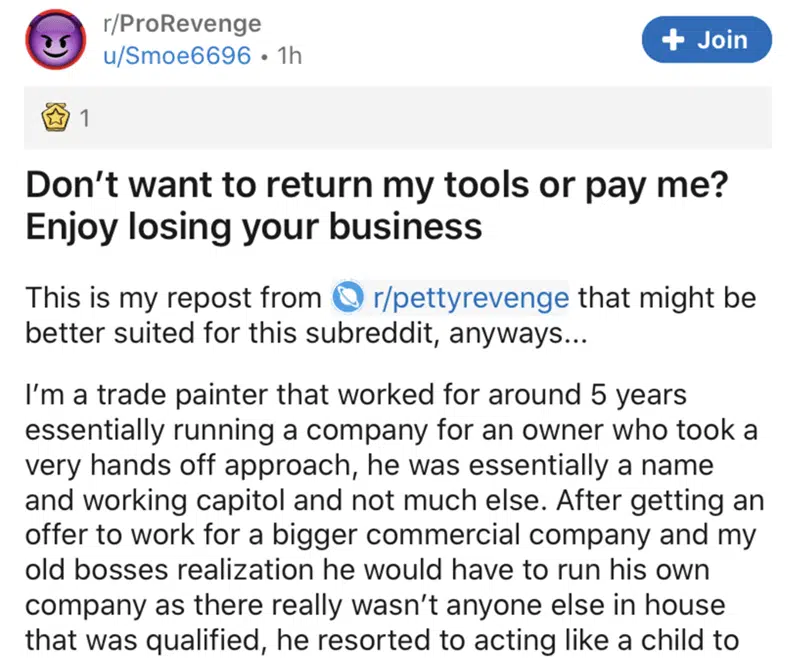 r/ProRevenge
u/Smoe6696 • 1h
+ Join
1
Don’t want to return my tools or pay me?
Enjoy losing your business
This is my repost from r/pettyrevenge that might be
better suited for this subreddit, anyways...
I’m a trade painter that worked for around 5 years
essentially running a company for an owner who took a
very hands off approach, he was essentially a name
and working capitol and not much else. After getting an
offer to work for a bigger commercial company and my
old bosses realization he would have to run his own
company as there really wasn’t anyone else in house
that was qualified, he resorted to acting like a child to